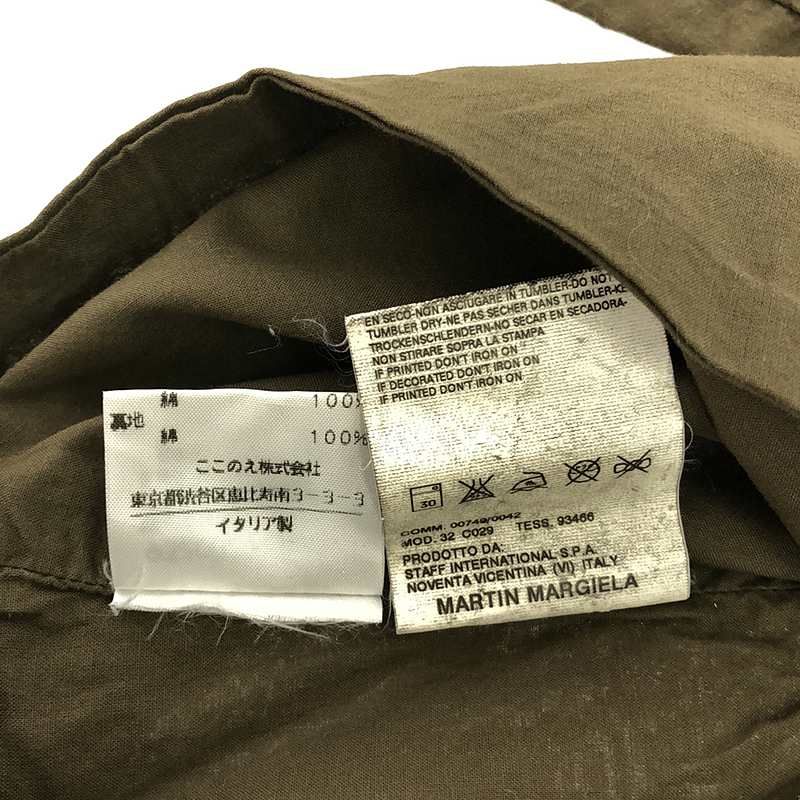 綿 100%
裏地
綿 100%
ここのえ株式会社
東京都渋谷区恵比寿南3-3-3
イタリア製
EN SECO-NON ASCIUGARE IN TUMBLER-DO NOT
TUMBLER DRY-NE PAS SECHER DANS TUMBLER-KE
TROCKENSCHLENDERN-NO SECAR EN SECADORA-
NON STIRARE SOPRA LA STAMPA
IF PRINTED DON'T IRON ON
IF DECORATED DON'T IRON ON
IF PRINTED DON'T IRON ON
30
COMM. 00749/0042
MOD. 32 C029 TESS. 93466
PRODOTTO DA:
STAFF INTERNATIONAL S.P.A.
NOVENTA VICENTINA (VI) ITALY
MARTIN MARGIELA